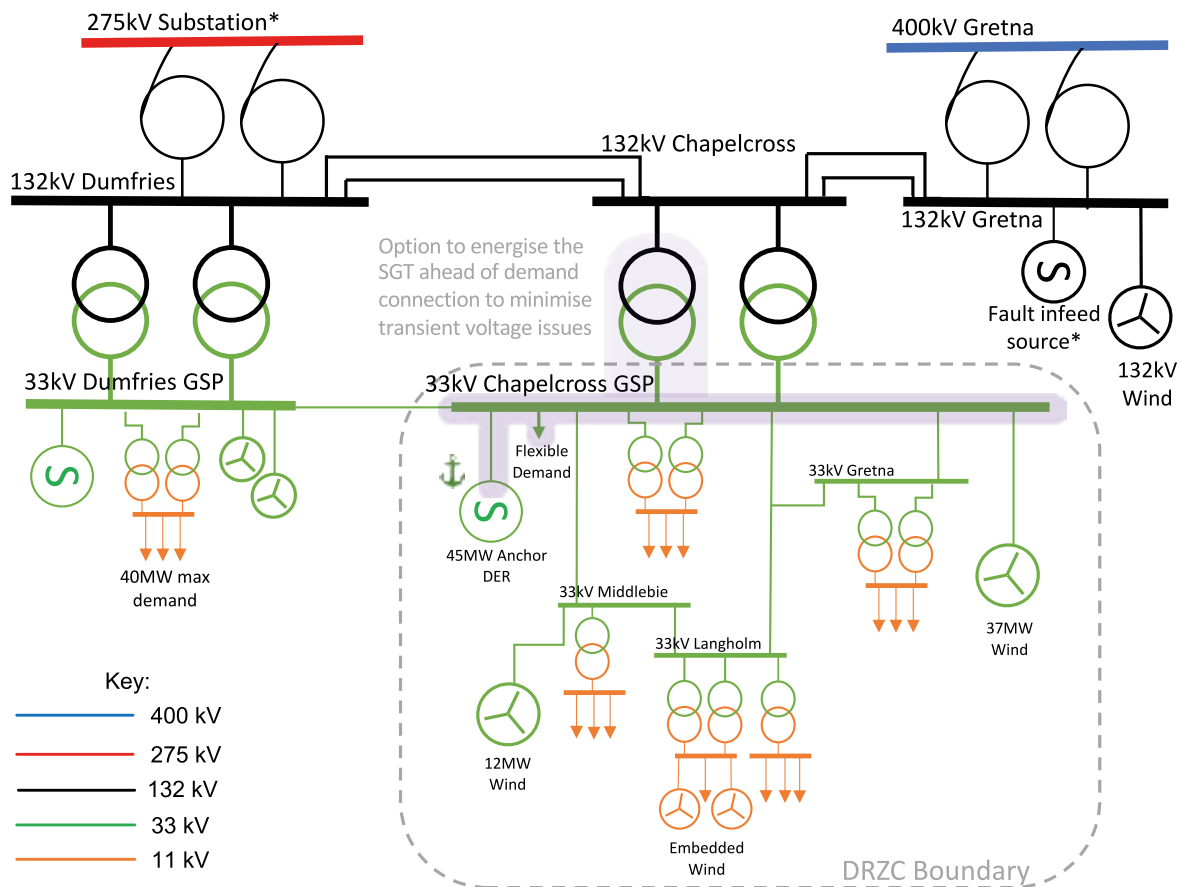 275kV Substation*
400kV Gretna
132kV Chapelcross
132kV Dumfries
132kV Gretna
Option to energise the
SGT ahead of demand
connection to minimise
transient voltage issues
S
Fault infeed
source*
132kV
Wind
33kV Dumfries GSP
33kV Chapelcross GSP
S
40MW max
demand
Flexible
Demand
S
45MW Anchor
DER
33kV Gretna
37MW
Wind
33kV Middlebie
33kV Langholm
12MW
Wind
Embedded
Wind
DRZC Boundary
Key:
400 kV
275 kV
132 kV
33 kV
11 kV